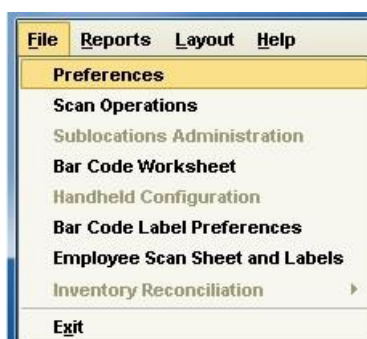 File Reports Layout Help
Preferences
Scan Operations
Sublocations Administration
Bar Code Worksheet
Handheld Configuration
Bar Code Label Preferences
Employee Scan Sheet and Labels
Inventory Reconciliation
Exit